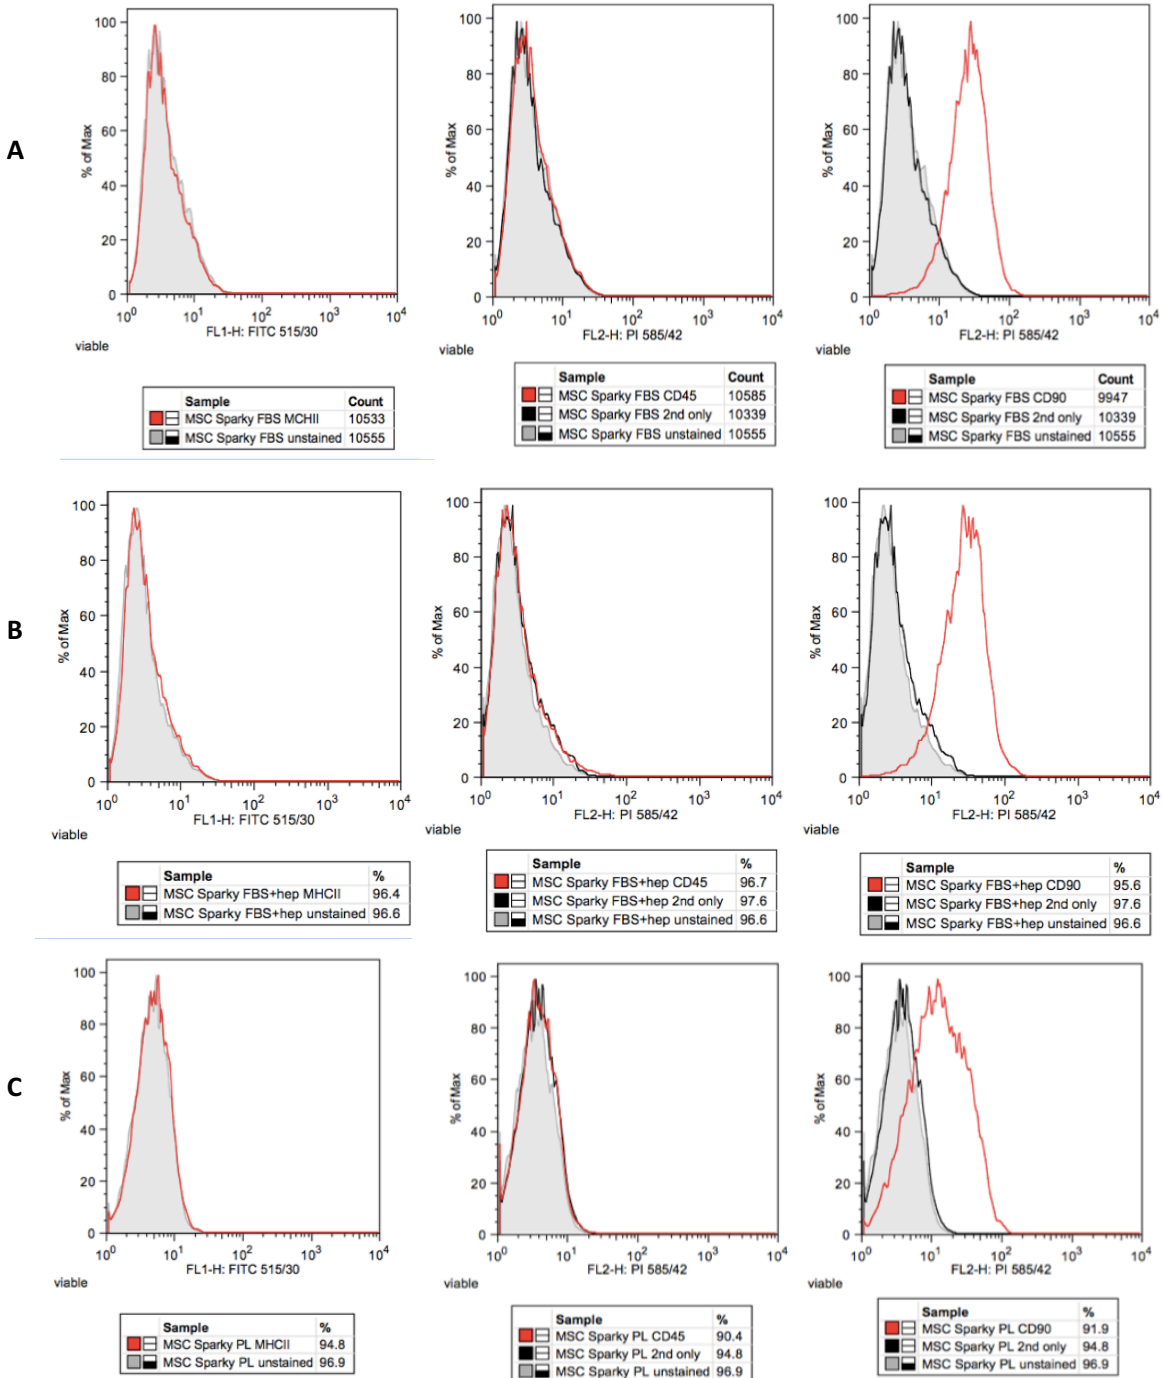 A
% of Max
100
80
60
40
20
0
10^0 10^1 10^2 10^3 10^4
FL1-H: FITC 515/30
viable
Sample Count
MSC Sparky FBS MCHII 10533
MSC Sparky FBS unstained 10555
% of Max
100
80
60
40
20
0
10^0 10^1 10^2 10^3 10^4
FL2-H: PI 585/42
viable
Sample Count
MSC Sparky FBS CD45 10585
MSC Sparky FBS 2nd only 10339
MSC Sparky FBS unstained 10555
% of Max
100
80
60
40
20
0
10^0 10^1 10^2 10^3 10^4
FL2-H: PI 585/42
viable
Sample Count
MSC Sparky FBS CD90 9947
MSC Sparky FBS 2nd only 10339
MSC Sparky FBS unstained 10555
B
% of Max
100
80
60
40
20
0
10^0 10^1 10^2 10^3 10^4
FL1-H: FITC 515/30
viable
Sample %
MSC Sparky FBS+hep MHCII 96.4
MSC Sparky FBS+hep unstained 96.6
% of Max
100
80
60
40
20
0
10^0 10^1 10^2 10^3 10^4
FL2-H: PI 585/42
viable
Sample %
MSC Sparky FBS+hep CD45 96.7
MSC Sparky FBS+hep 2nd only 97.6
MSC Sparky FBS+hep unstained 96.6
% of Max
100
80
60
40
20
0
10^0 10^1 10^2 10^3 10^4
FL2-H: PI 585/42
viable
Sample %
MSC Sparky FBS+hep CD90 95.6
MSC Sparky FBS+hep 2nd only 97.6
MSC Sparky FBS+hep unstained 96.6
C
% of Max
100
80
60
40
20
0
10^0 10^1 10^2 10^3 10^4
FL1-H: FITC 515/30
viable
Sample %
MSC Sparky PL MHCII 94.8
MSC Sparky PL unstained 96.9
% of Max
100
80
60
40
20
0
10^0 10^1 10^2 10^3 10^4
FL2-H: PI 585/42
viable
Sample %
MSC Sparky PL CD45 90.4
MSC Sparky PL 2nd only 94.8
MSC Sparky PL unstained 96.9
% of Max
100
80
60
40
20
0
10^0 10^1 10^2 10^3 10^4
FL2-H: PI 585/42
viable
Sample %
MSC Sparky PL CD90 91.9
MSC Sparky PL 2nd only 94.8
MSC Sparky PL unstained 96.9